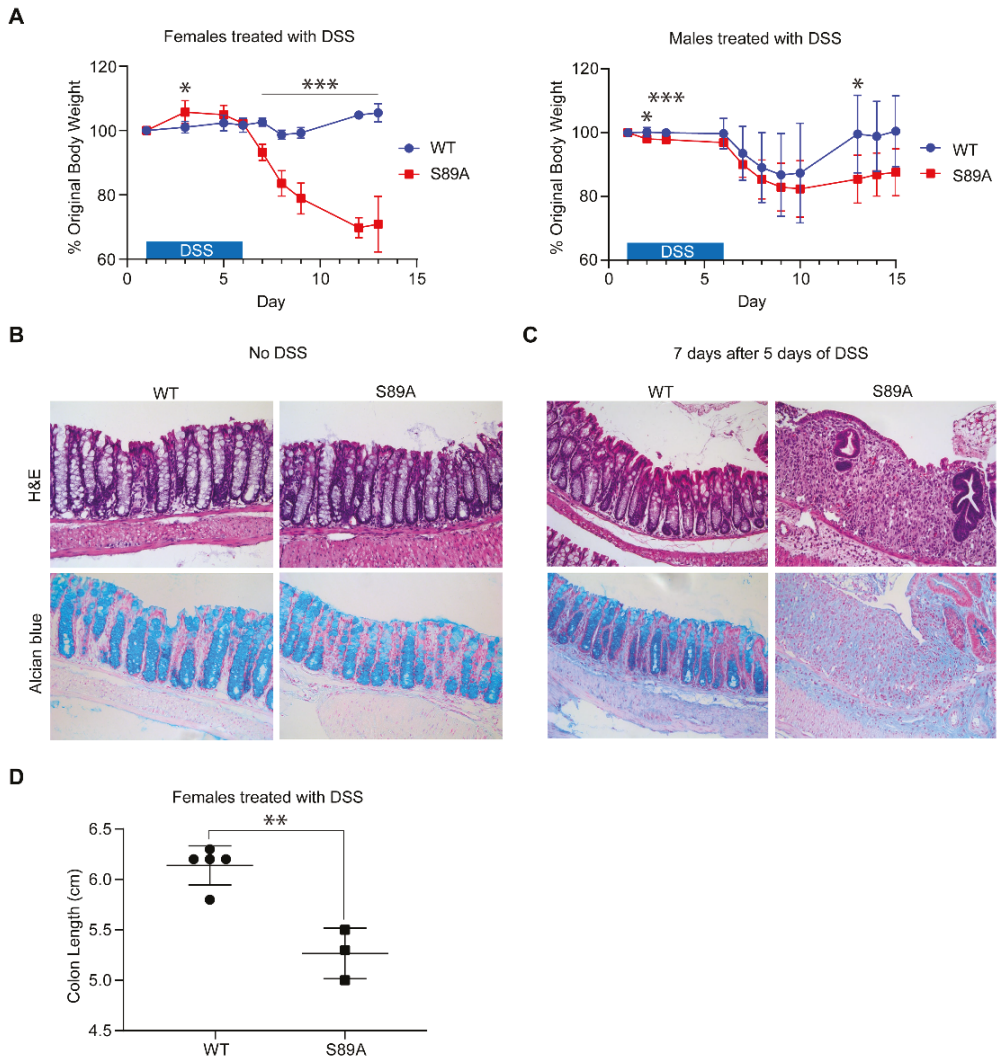 A
Females treated with DSS
% Original Body Weight
120
100
80
60
*
***
WT
S89A
DSS
0
5
10
15
Day
Males treated with DSS
% Original Body Weight
120
100
80
60
***
*
*
WT
S89A
DSS
0
5
10
15
Day
B
No DSS
WT
S89A
H&E
Alcian blue
C
7 days after 5 days of DSS
WT
S89A
D
Females treated with DSS
Colon Length (cm)
6.5
6.0
5.5
5.0
4.5
**
WT
S89A